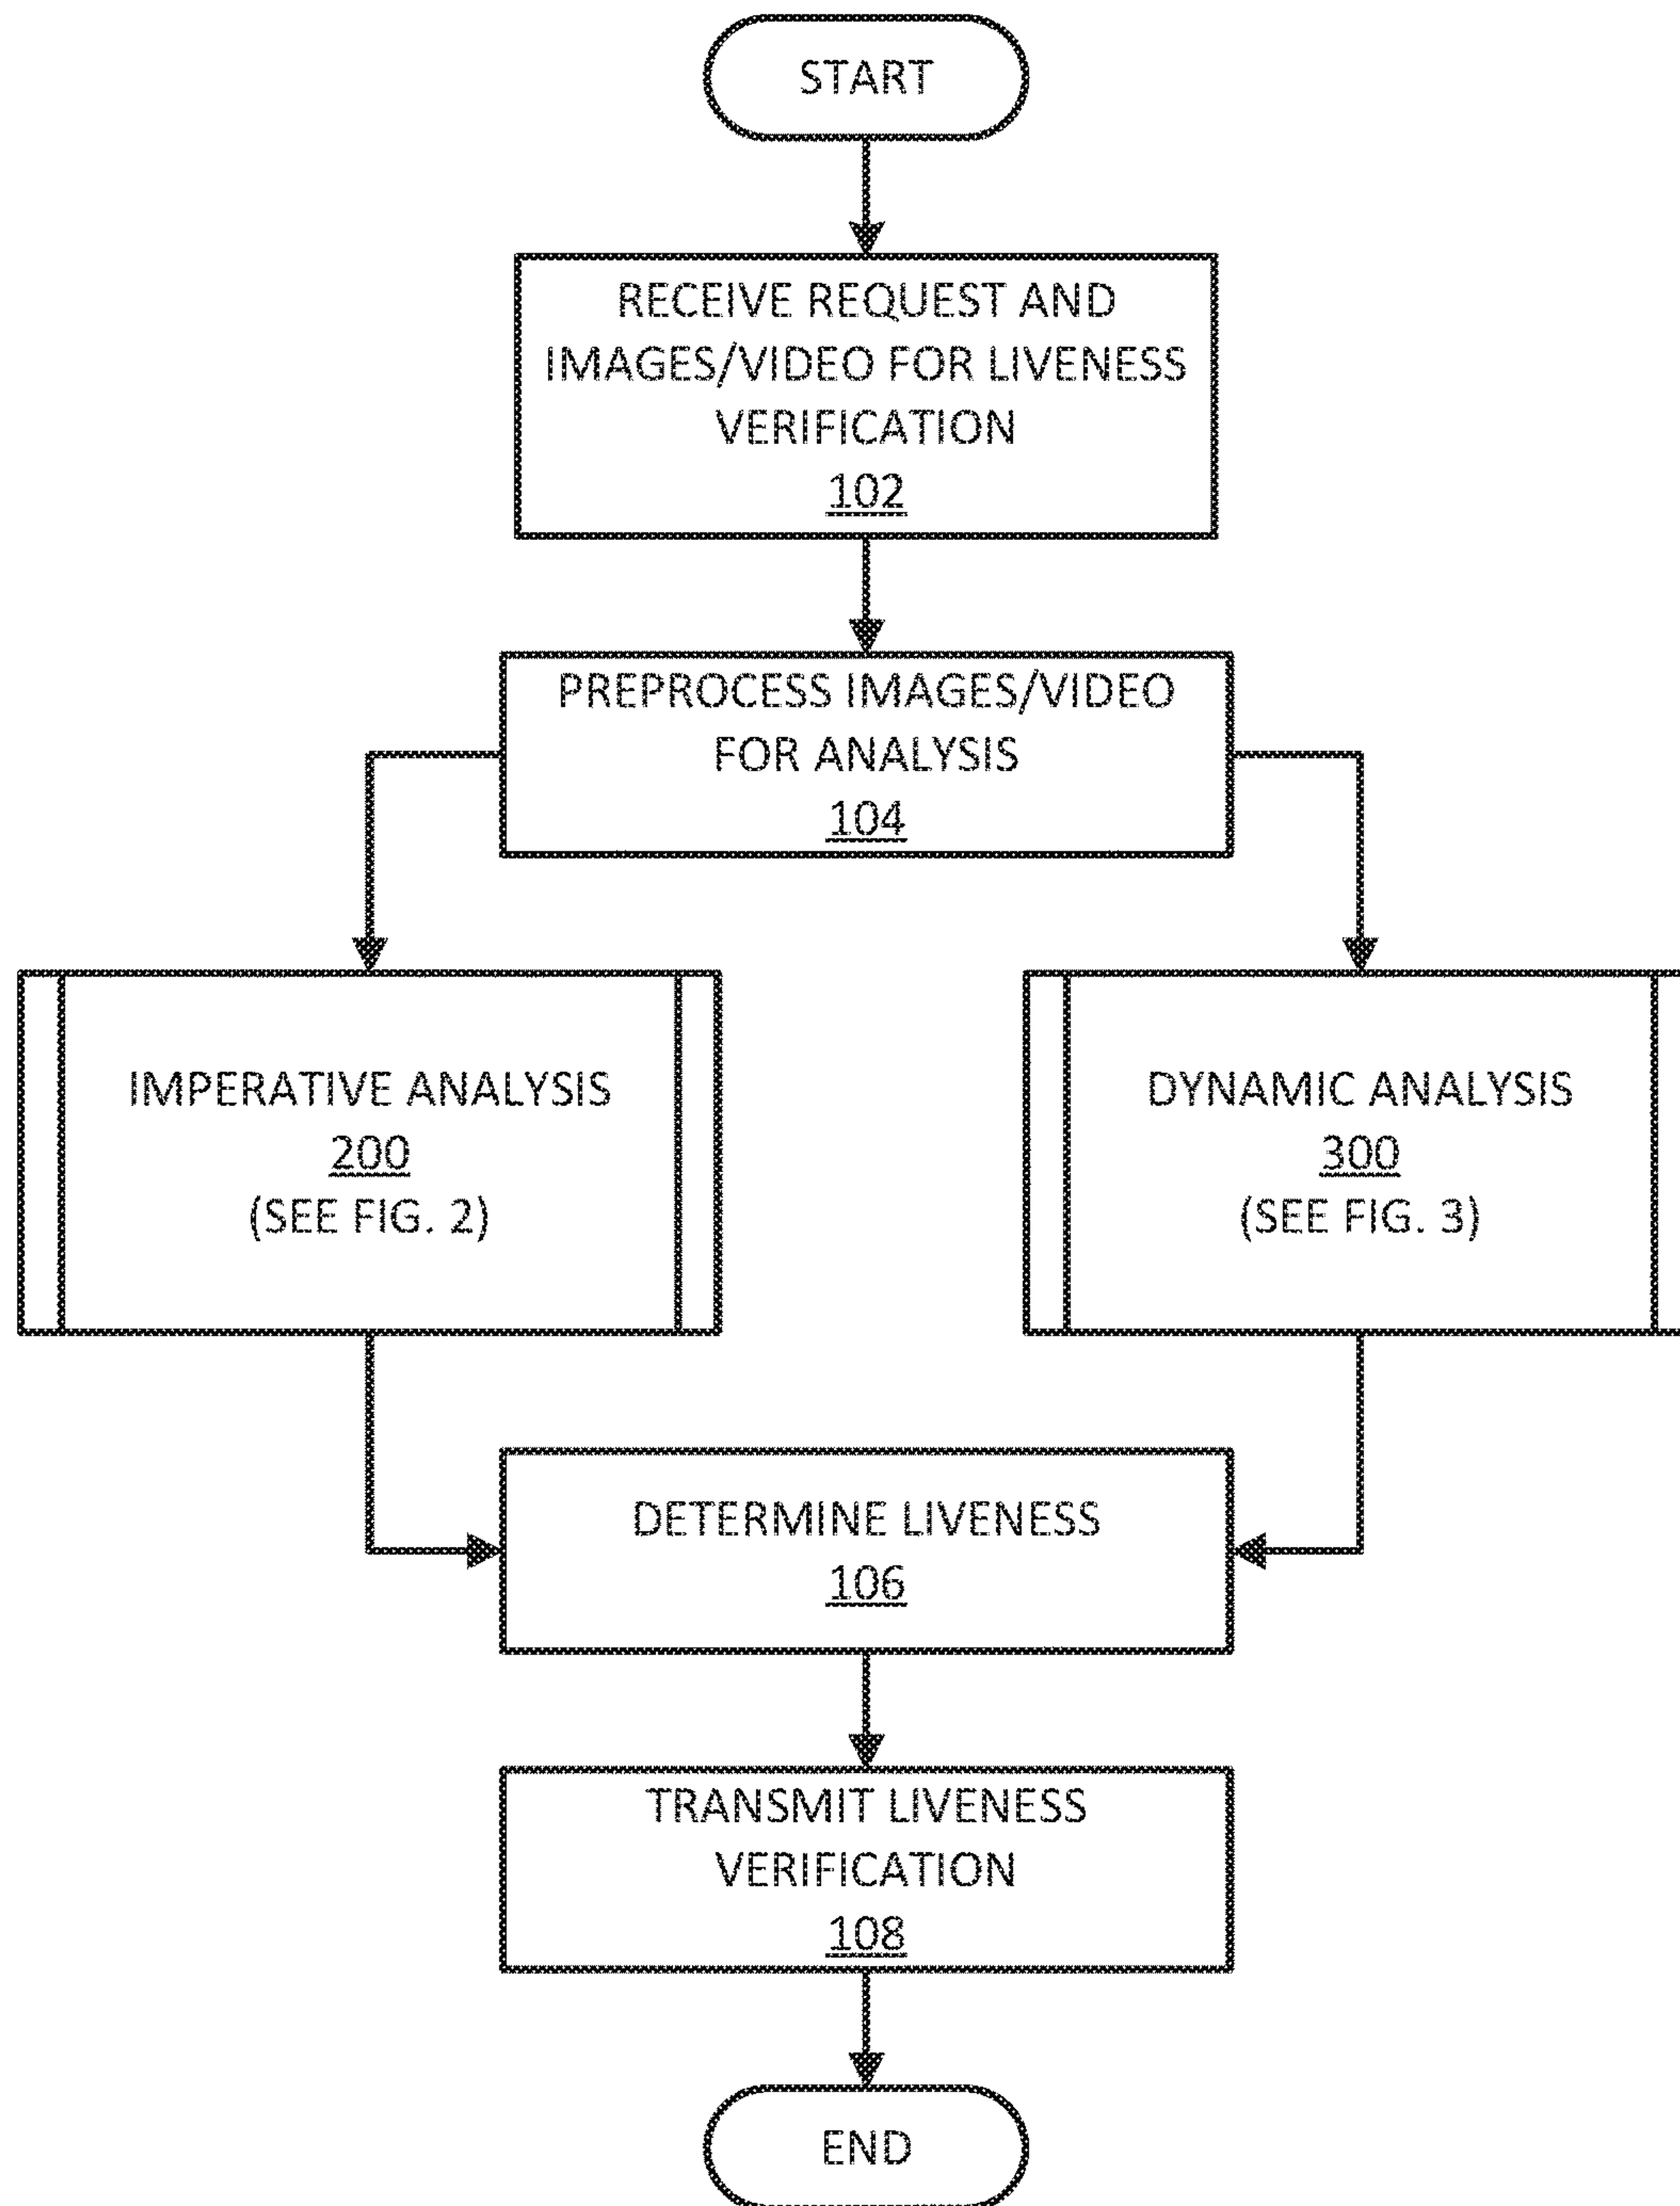 START
RECEIVE REQUEST AND
IMAGES/VIDEO FOR LIVENESS
VERIFICATION
102
PREPROCESS IMAGES/VIDEO
FOR ANALYSIS
104
IMPERATIVE ANALYSIS
200
(SEE FIG. 2)
DYNAMIC ANALYSIS
300
(SEE FIG. 3)
DETERMINE LIVENESS
106
TRANSMIT LIVENESS
VERIFICATION
108
END